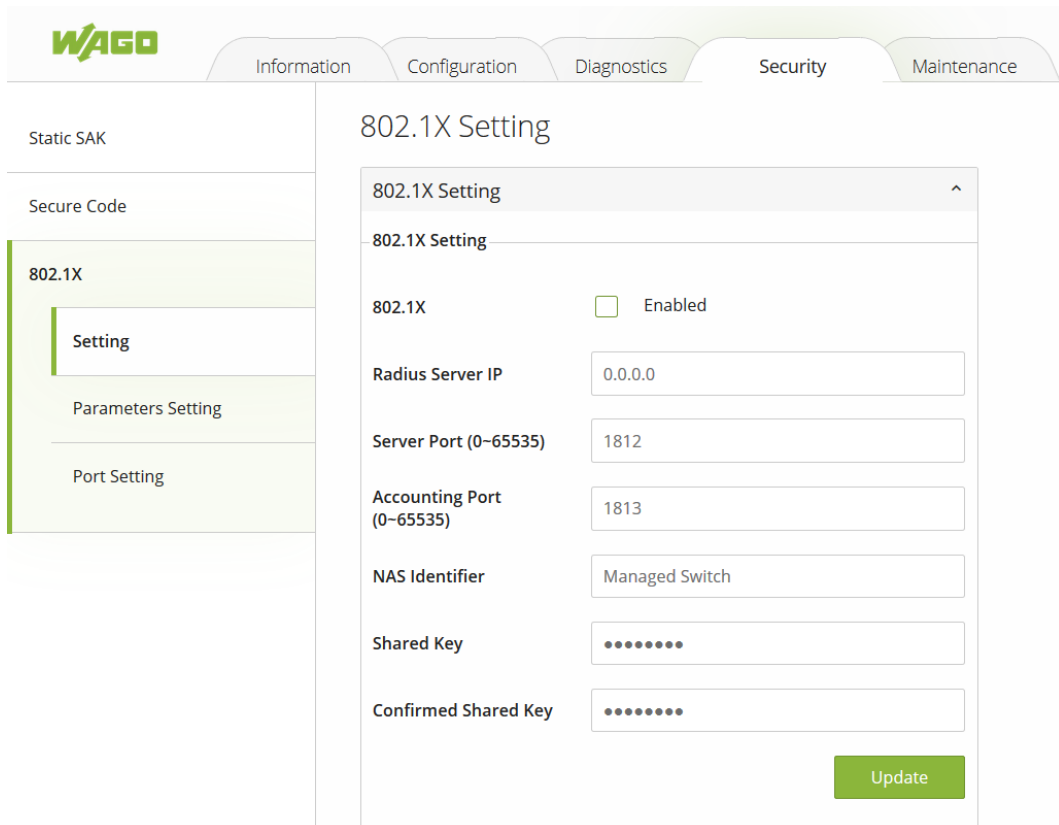 WAGO
Information Configuration Diagnostics Security Maintenance
Static SAK
Secure Code
802.1X
Setting
Parameters Setting
Port Setting
802.1X Setting
802.1X Setting
802.1X Setting
802.1X Enabled
Radius Server IP 0.0.0.0
Server Port (0~65535) 1812
Accounting Port
(0~65535) 1813
NAS Identifier Managed Switch
Shared Key ●●●●●●●●
Confirmed Shared Key ●●●●●●●●
Update